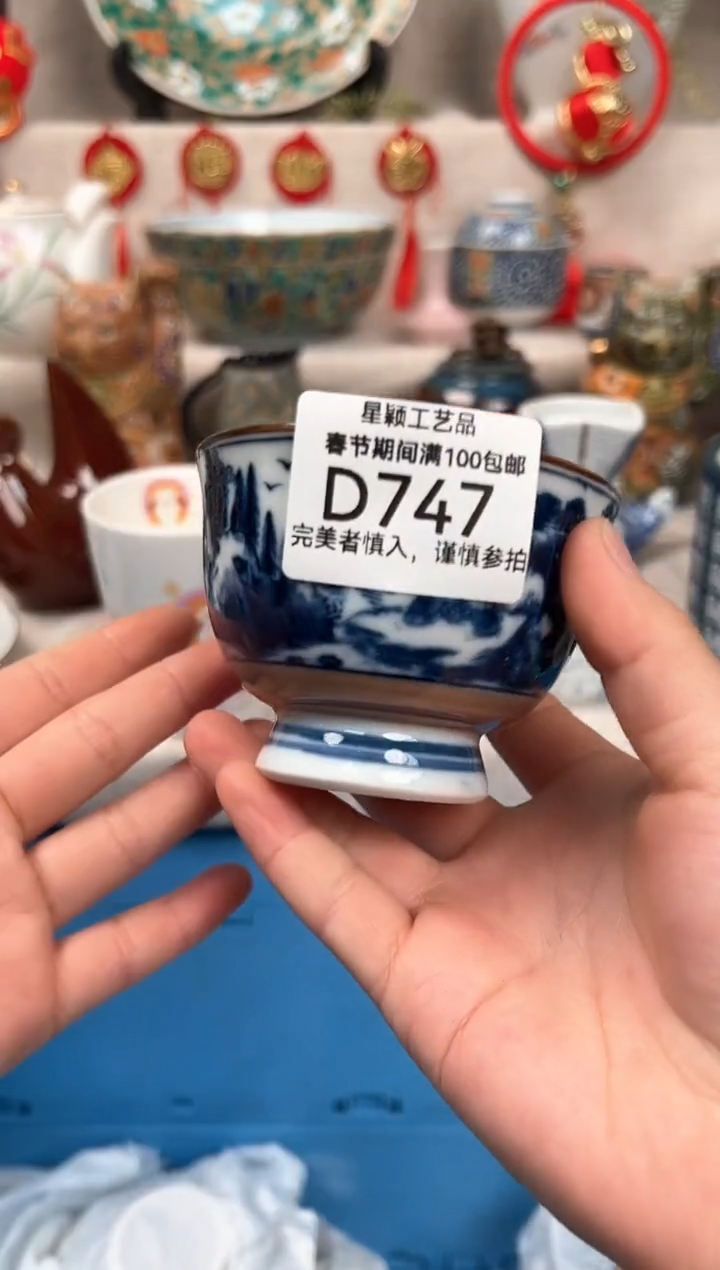 星颖工艺品
春节期间满100包邮
D747
完美者慎入，谨慎参拍